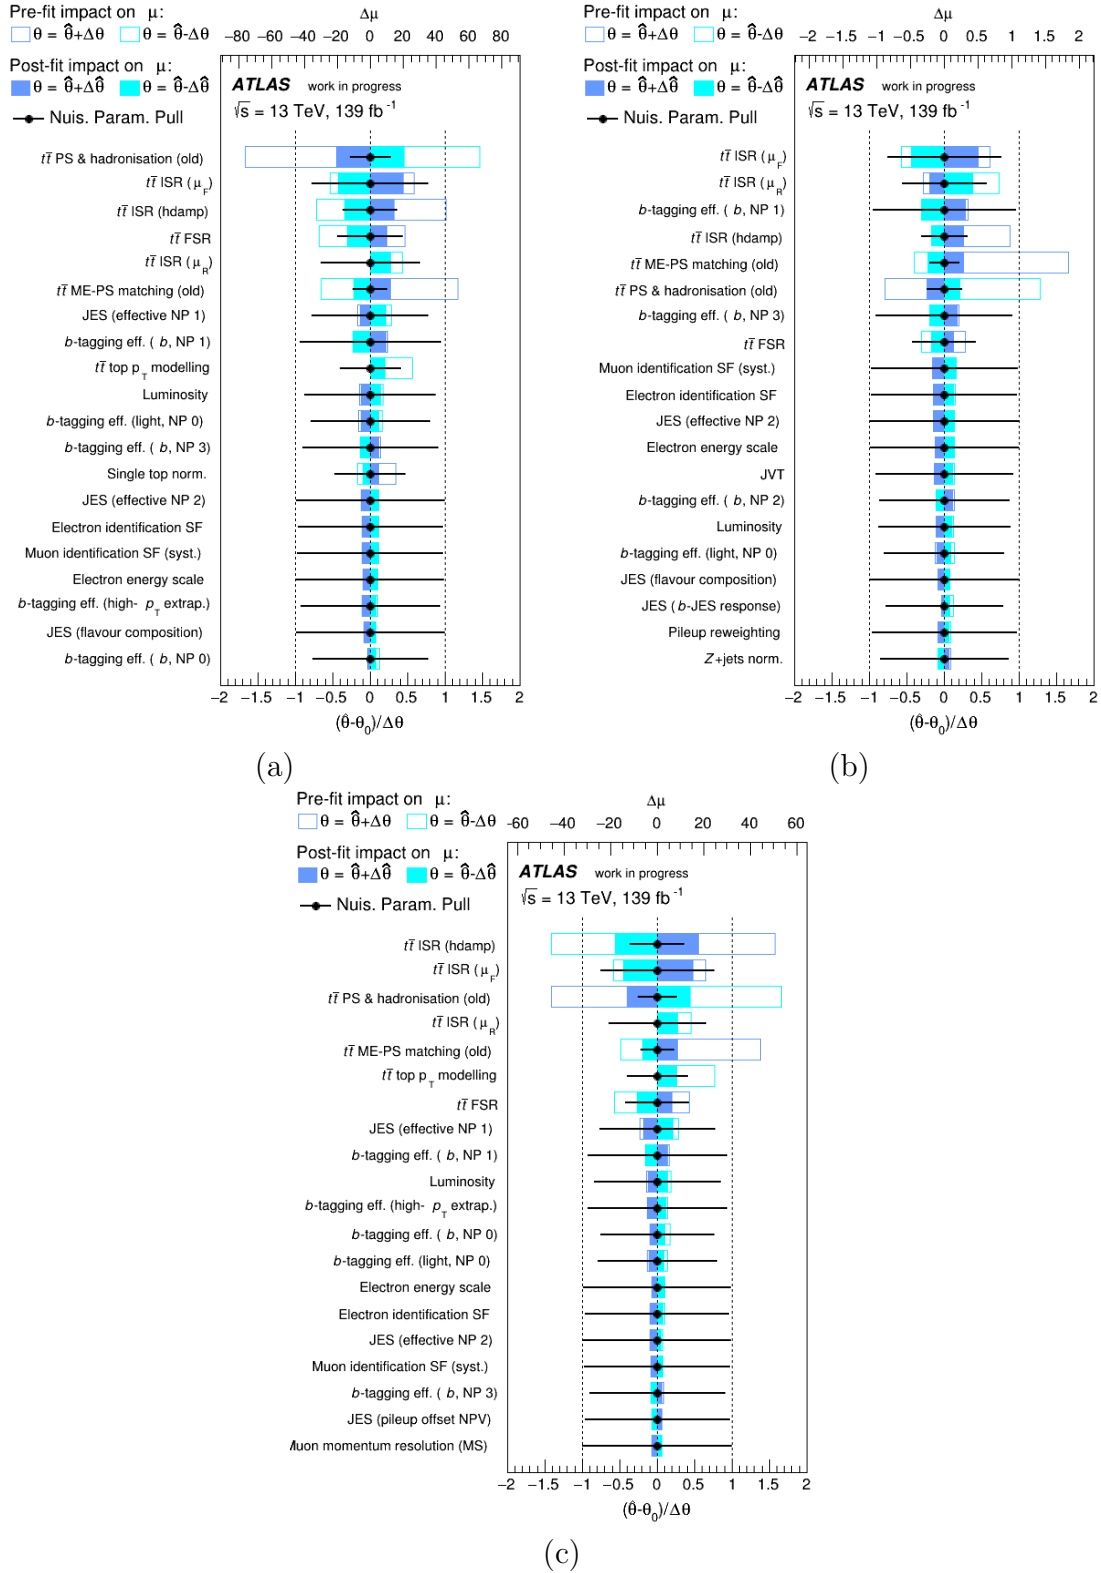 Pre-fit impact on μ:
θ = θ̂+Δθ θ = θ̂-Δθ
Post-fit impact on μ:
θ = θ̂+Δθ̂ θ = θ̂-Δθ̂
Nuis. Param. Pull
Δμ
−80 −60 −40 −20 0 20 40 60 80
ATLAS work in progress
√s = 13 TeV, 139 fb⁻¹
tt̅ PS & hadronisation (old)
tt̅ ISR (μ_F)
tt̅ ISR (hdamp)
tt̅ FSR
tt̅ ISR (μ_R)
tt̅ ME-PS matching (old)
JES (effective NP 1)
b-tagging eff. ( b, NP 1)
tt̅ top p_T modelling
Luminosity
b-tagging eff. (light, NP 0)
b-tagging eff. ( b, NP 3)
Single top norm.
JES (effective NP 2)
Electron identification SF
Muon identification SF (syst.)
Electron energy scale
b-tagging eff. (high- p_T extrap.)
JES (flavour composition)
b-tagging eff. ( b, NP 0)
−2 −1.5 −1 −0.5 0 0.5 1 1.5 2
(θ̂-θ₀)/Δθ
(a)
Pre-fit impact on μ:
θ = θ̂+Δθ θ = θ̂-Δθ
Post-fit impact on μ:
θ = θ̂+Δθ̂ θ = θ̂-Δθ̂
Nuis. Param. Pull
Δμ
−2 −1.5 −1 −0.5 0 0.5 1 1.5 2
ATLAS work in progress
√s = 13 TeV, 139 fb⁻¹
tt̅ ISR (μ_F)
tt̅ ISR (μ_R)
b-tagging eff. ( b, NP 1)
tt̅ ISR (hdamp)
tt̅ ME-PS matching (old)
tt̅ PS & hadronisation (old)
b-tagging eff. ( b, NP 3)
tt̅ FSR
Muon identification SF (syst.)
Electron identification SF
JES (effective NP 2)
Electron energy scale
JVT
b-tagging eff. ( b, NP 2)
Luminosity
b-tagging eff. (light, NP 0)
JES (flavour composition)
JES ( b-JES response)
Pileup reweighting
Z+jets norm.
−2 −1.5 −1 −0.5 0 0.5 1 1.5 2
(θ̂-θ₀)/Δθ
(b)
Pre-fit impact on μ:
θ = θ̂+Δθ θ = θ̂-Δθ
Post-fit impact on μ:
θ = θ̂+Δθ̂ θ = θ̂-Δθ̂
Nuis. Param. Pull
Δμ
-60 −40 −20 0 20 40 60
ATLAS work in progress
√s = 13 TeV, 139 fb⁻¹
tt̅ ISR (hdamp)
tt̅ ISR (μ_F)
tt̅ PS & hadronisation (old)
tt̅ ISR (μ_R)
tt̅ ME-PS matching (old)
tt̅ top p_T modelling
tt̅ FSR
JES (effective NP 1)
b-tagging eff. ( b, NP 1)
Luminosity
b-tagging eff. (high- p_T extrap.)
b-tagging eff. ( b, NP 0)
b-tagging eff. (light, NP 0)
Electron energy scale
Electron identification SF
JES (effective NP 2)
Muon identification SF (syst.)
b-tagging eff. ( b, NP 3)
JES (pileup offset NPV)
Muon momentum resolution (MS)
−2 −1.5 −1 −0.5 0 0.5 1 1.5 2
(θ̂-θ₀)/Δθ
(c)